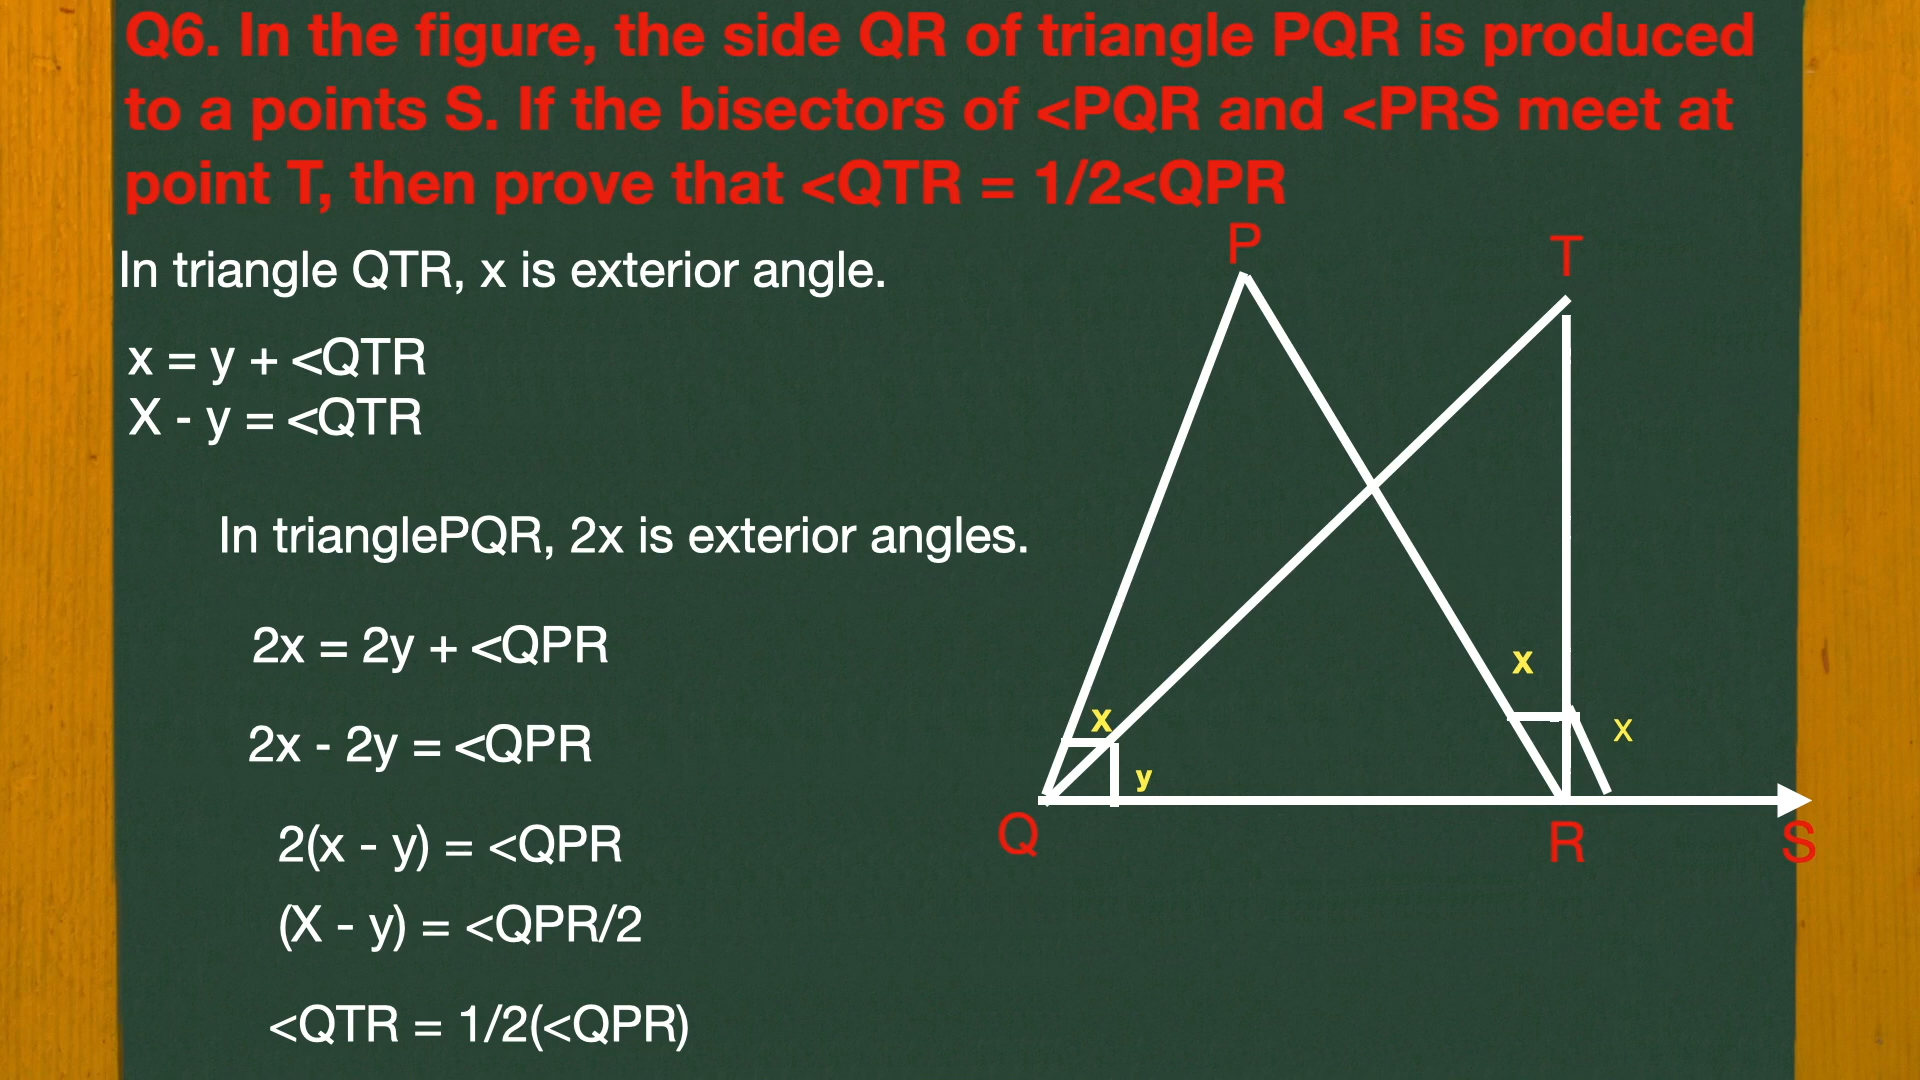 Q6. In the figure, the side QR of triangle PQR is produced
to a points S. If the bisectors of <PQR and <PRS meet at
point T, then prove that <QTR = 1/2<QPR
In triangle QTR, x is exterior angle.
x = y + <QTR
X - y = <QTR
In trianglePQR, 2x is exterior angles.
2x = 2y + <QPR
2x - 2y = <QPR
2(x - y) = <QPR
(X - y) = <QPR/2
<QTR = 1/2(<QPR)
P
T
x
x
x
y
Q
R
S